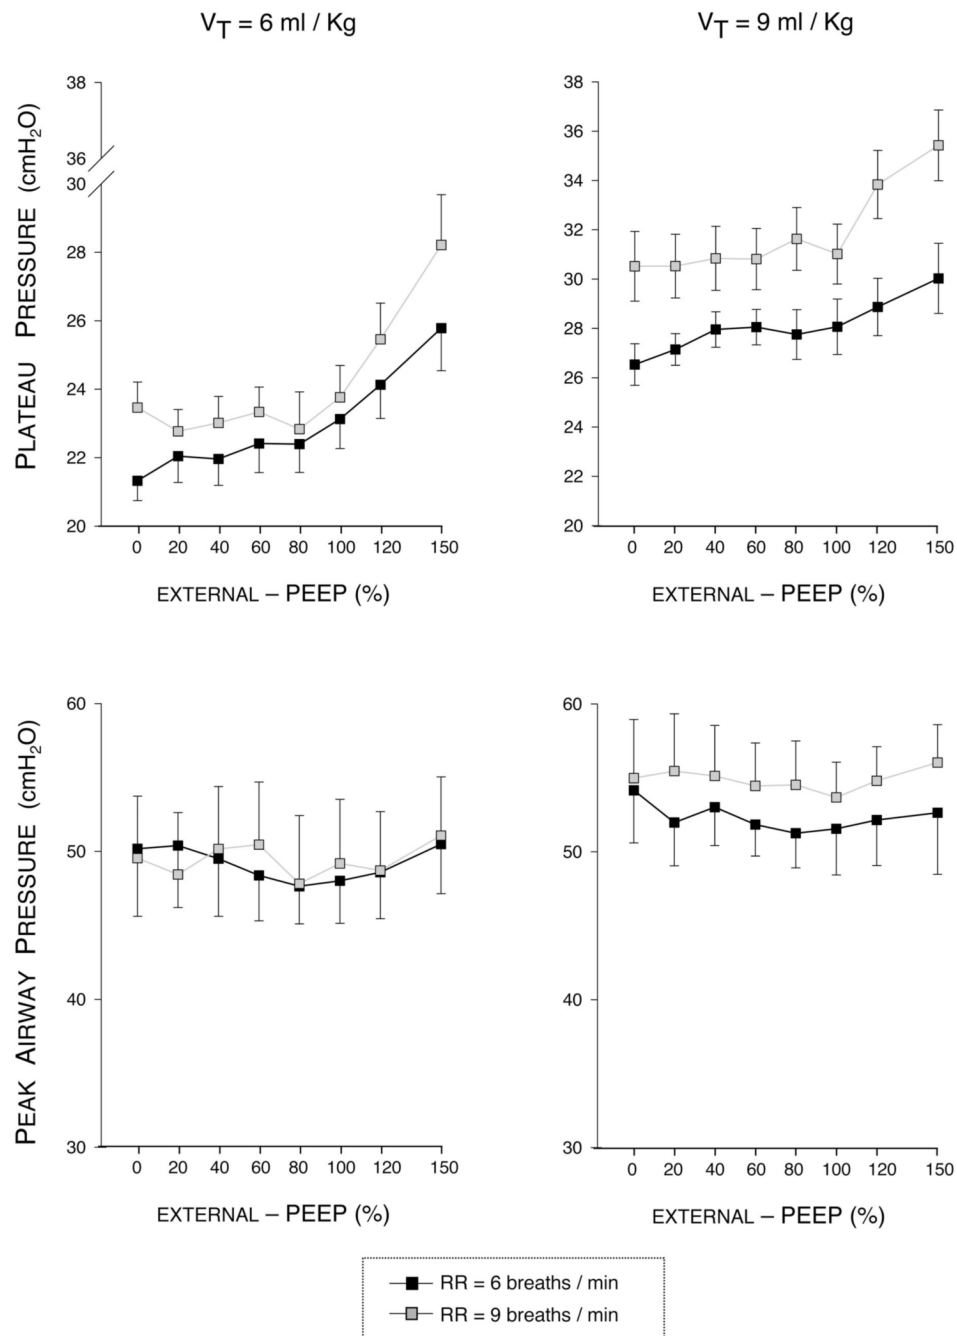 V_T = 6 ml / Kg
V_T = 9 ml / Kg
PLATEAU PRESSURE (cmH₂O)
38
36
30
28
26
24
22
20
0 20 40 60 80 100 120 150
EXTERNAL – PEEP (%)
38
36
34
32
30
28
26
24
22
20
0 20 40 60 80 100 120 150
EXTERNAL – PEEP (%)
PEAK AIRWAY PRESSURE (cmH₂O)
60
50
40
30
0 20 40 60 80 100 120 150
EXTERNAL – PEEP (%)
60
50
40
30
0 20 40 60 80 100 120 150
EXTERNAL – PEEP (%)
RR = 6 breaths / min
RR = 9 breaths / min